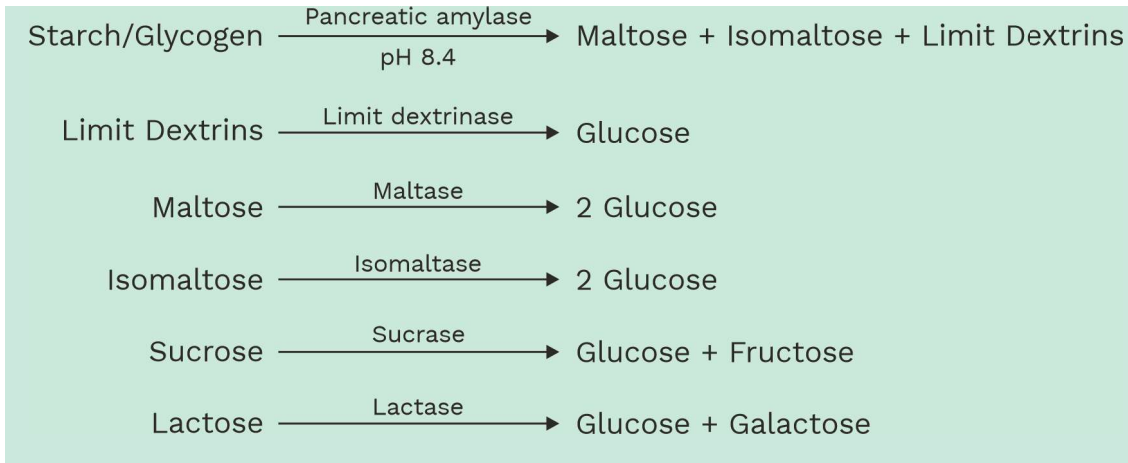 Pancreatic amylase
Starch/Glycogen Maltose + Isomaltose + Limit Dextrins
pH 8.4
Limit dextrinase
Limit Dextrins Glucose
Maltase
Maltose 2 Glucose
Isomaltase
Isomaltose 2 Glucose
Sucrase
Sucrose Glucose + Fructose
Lactase
Lactose Glucose + Galactose